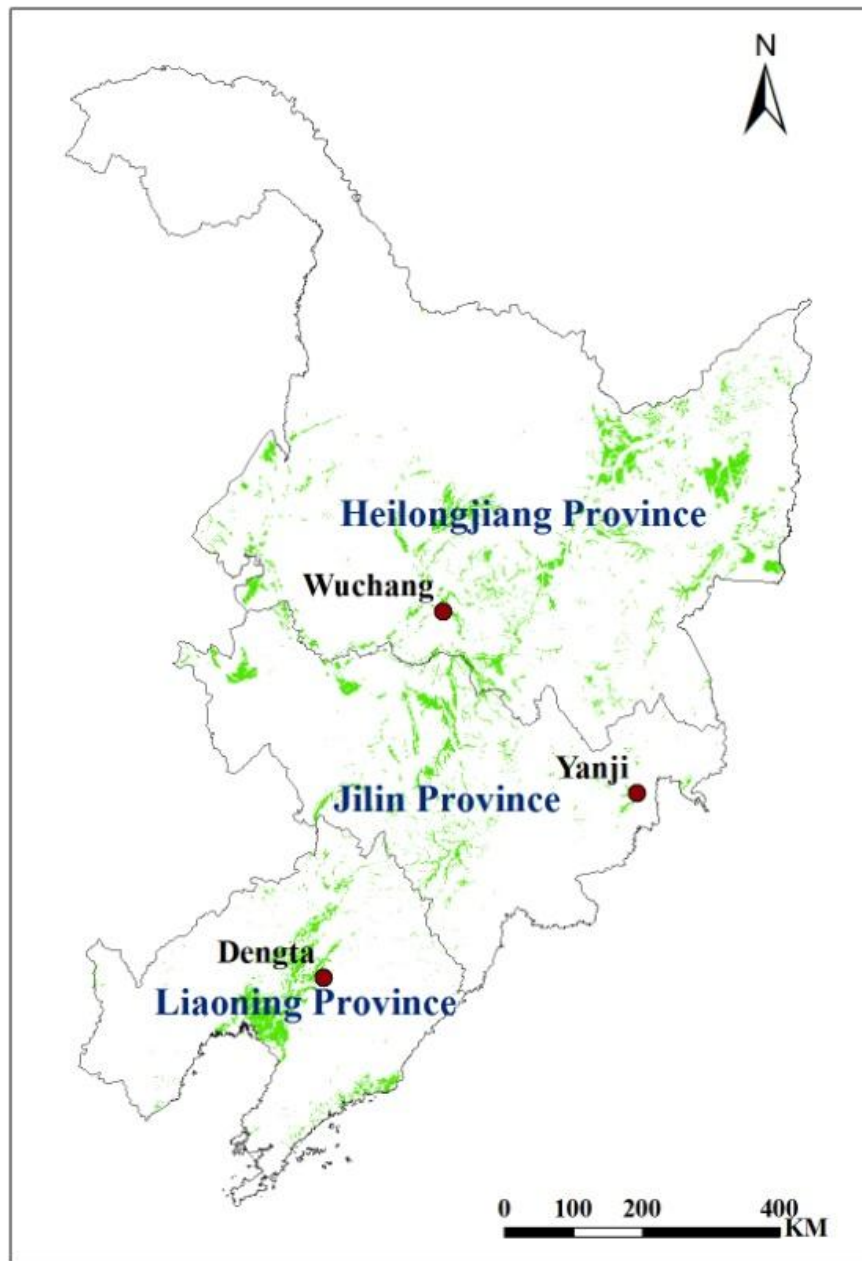 N
Heilongjiang Province
Wuchang
Yanji
Jilin Province
Dengta
Liaoning Province
0 100 200 400
KM